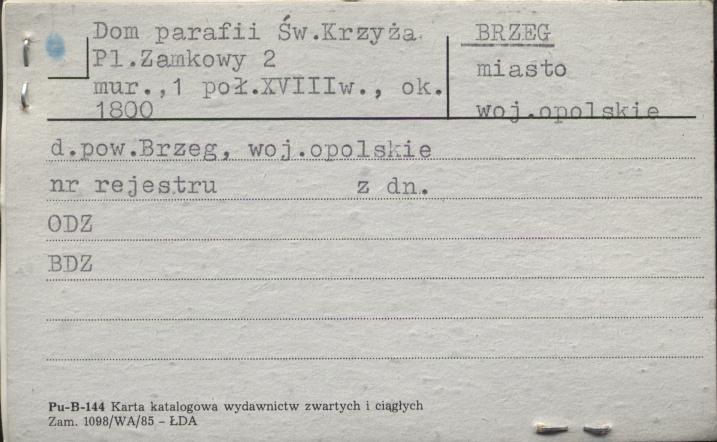 Dom parafii Św.Krzyża
Pl.Zamkowy 2
mur.,1 poł.XVIIIw., ok.
1800
BRZEG
miasto
woj.opolskie
d.pow.Brzeg, woj.opolskie
nr rejestru z dn.
ODZ
BDZ
Pu-B-144 Karta katalogowa wydawnictw zwartych i ciągłych
Zam. 1098/WA/85 – ŁDA